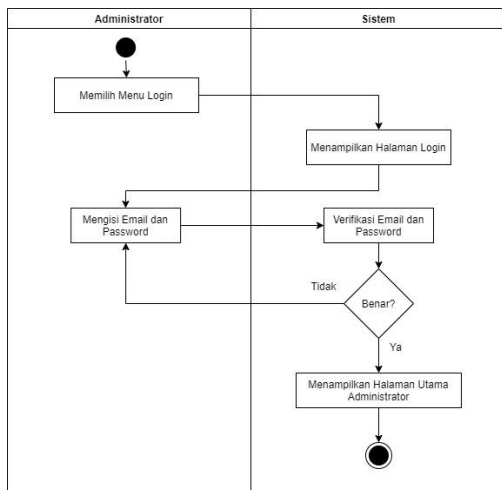 Administrator
Sistem
Memilih Menu Login
Menampilkan Halaman Login
Mengisi Email dan
Password
Verifikasi Email dan
Password
Tidak
Benar?
Ya
Menampilkan Halaman Utama
Administrator